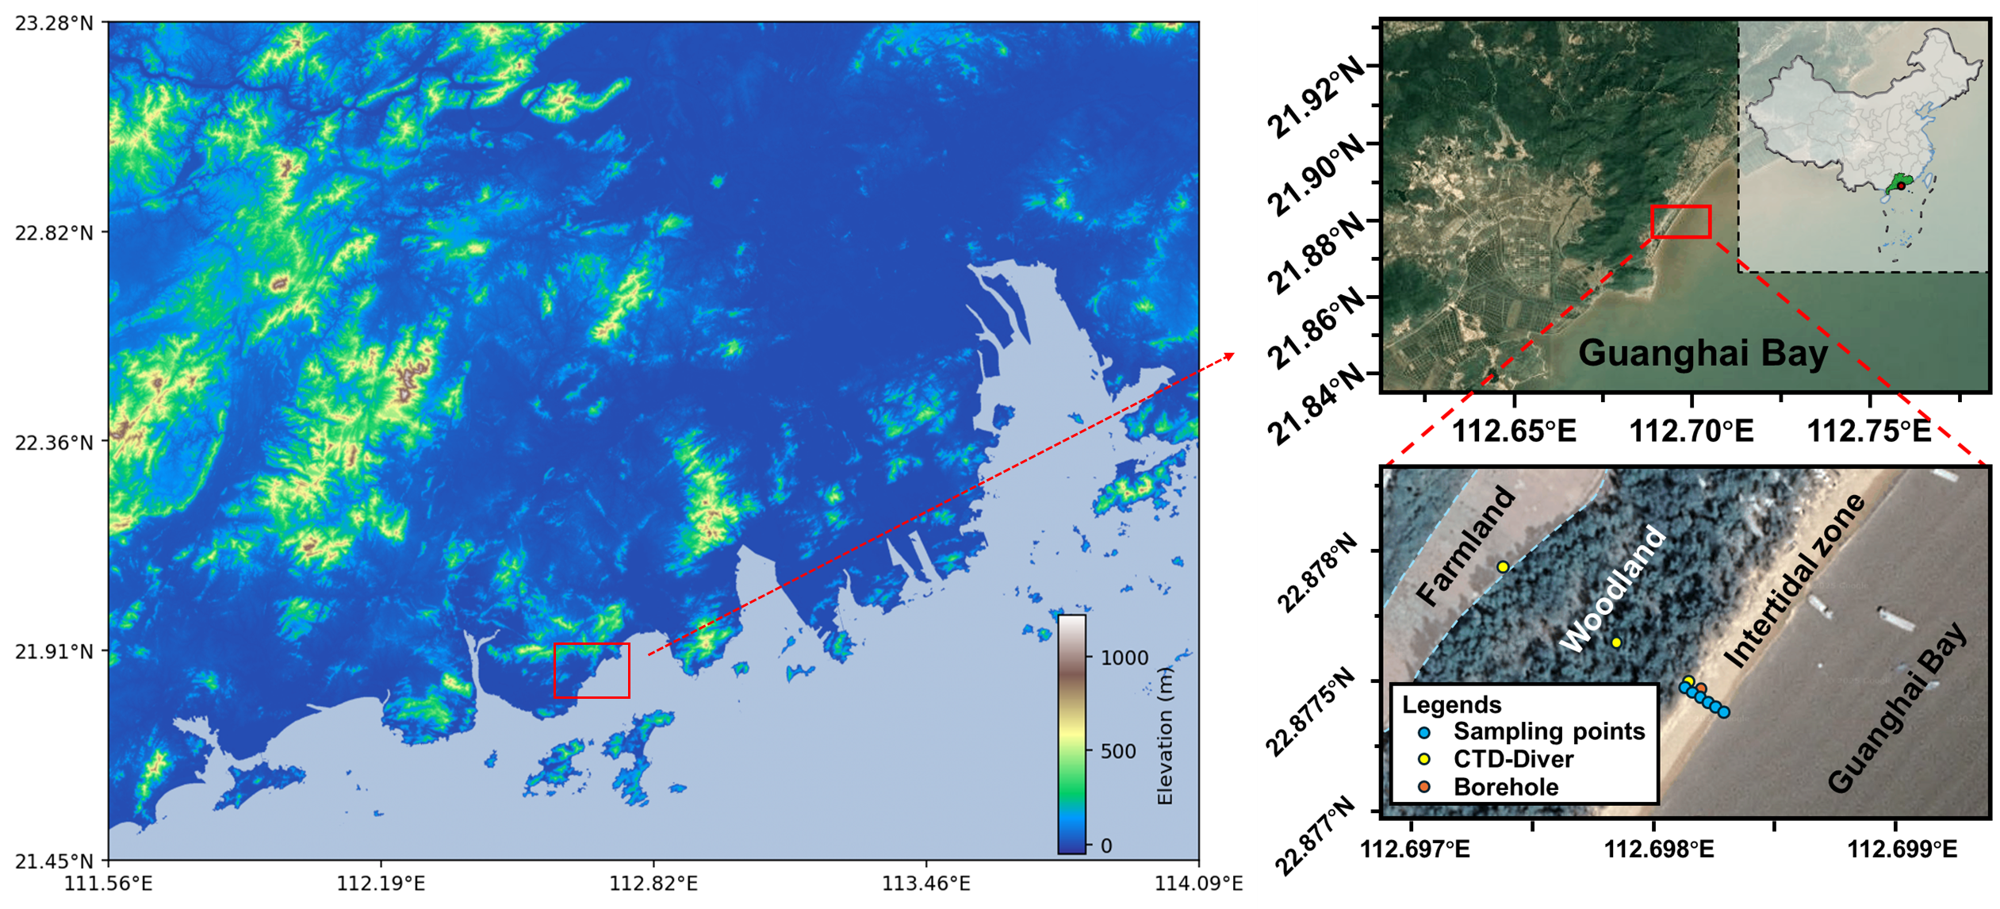 23.28°N
22.82°N
22.36°N
21.91°N
21.45°N
111.56°E
112.19°E
112.82°E
113.46°E
114.09°E
Elevation (m)
1000
500
0
21.92°N
21.90°N
21.88°N
21.86°N
21.84°N
Guanghai Bay
112.65°E
112.70°E
112.75°E
22.878°N
22.8775°N
22.877°N
Farmland
Woodland
Intertidal zone
Guanghai Bay
Legends
Sampling points
CTD-Diver
Borehole
112.697°E
112.698°E
112.699°E